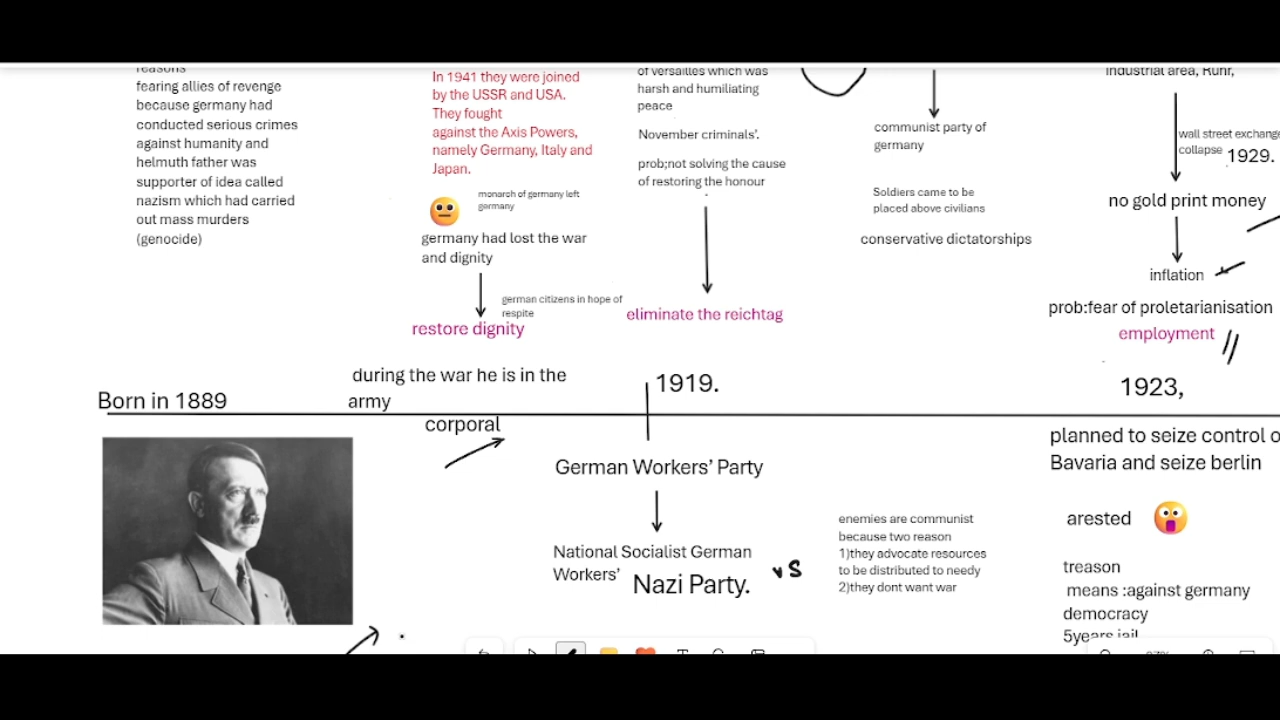 reasons
fearing allies of revenge
because germany had
conducted serious crimes
against humanity and
helmuth father was
supporter of idea called
nazism which had carried
out mass murders
(genocide)
In 1941 they were joined
by the USSR and USA.
They fought
against the Axis Powers,
namely Germany, Italy and
Japan.
monarch of germany left
germany
germany had lost the war
and dignity
german citizens in hope of
respite
restore dignity
of versailles which was
harsh and humiliating
peace
November criminals'.
prob;not solving the cause
of restoring the honour
eliminate the reichtag
communist party of
germany
Soldiers came to be
placed above civilians
conservative dictatorships
industrial area, Ruhr,
wall street exchange
collapse 1929.
no gold print money
inflation
prob:fear of proletarianisation
employment
Born in 1889
during the war he is in the
army
corporal
1919.
1923,
German Workers' Party
National Socialist German
Workers' Nazi Party.
vs
enemies are communist
because two reason
1)they advocate resources
to be distributed to needy
2)they dont want war
planned to seize control o
Bavaria and seize berlin
arested
treason
means :against germany
democracy
5years jail